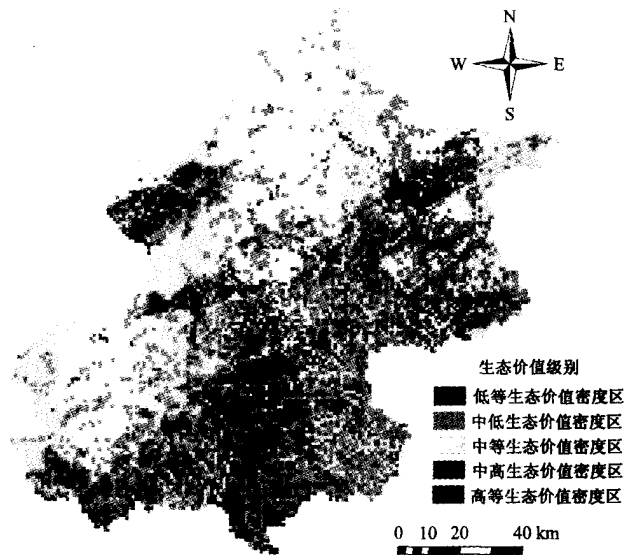 N
W E
S
生态价值级别
低等生态价值密度区
中低生态价值密度区
中等生态价值密度区
中高生态价值密度区
高等生态价值密度区
0 10 20 40 km